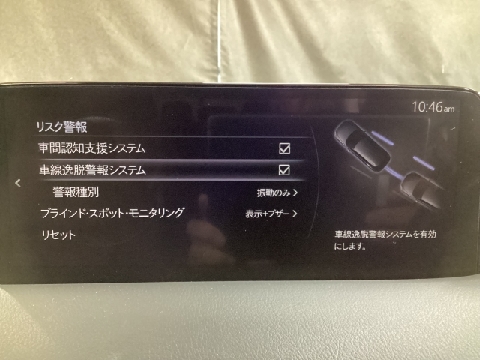 10:46am
リスク警報
車間認知支援システム
車線逸脱警報システム
警報種別 振動のみ
ブラインド・スポット・モニタリング 表示+ブザー
リセット
車線逸脱警報システムを有効
にします。